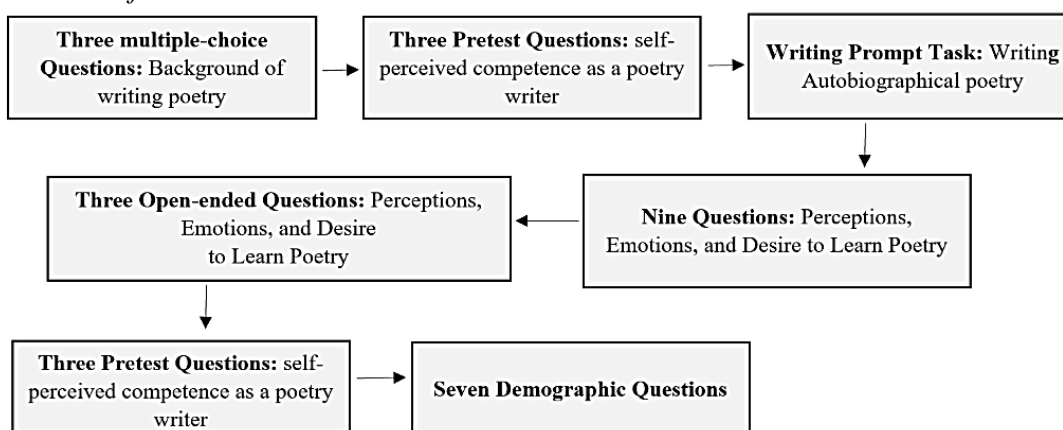 Three multiple-choice
Questions: Background of
writing poetry
Three Pretest Questions: self-
perceived competence as a poetry
writer
Writing Prompt Task: Writing
Autobiographical poetry
Nine Questions: Perceptions,
Emotions, and Desire to Learn Poetry
Three Open-ended Questions: Perceptions,
Emotions, and Desire
to Learn Poetry
Three Pretest Questions: self-
perceived competence as a poetry
writer
Seven Demographic Questions